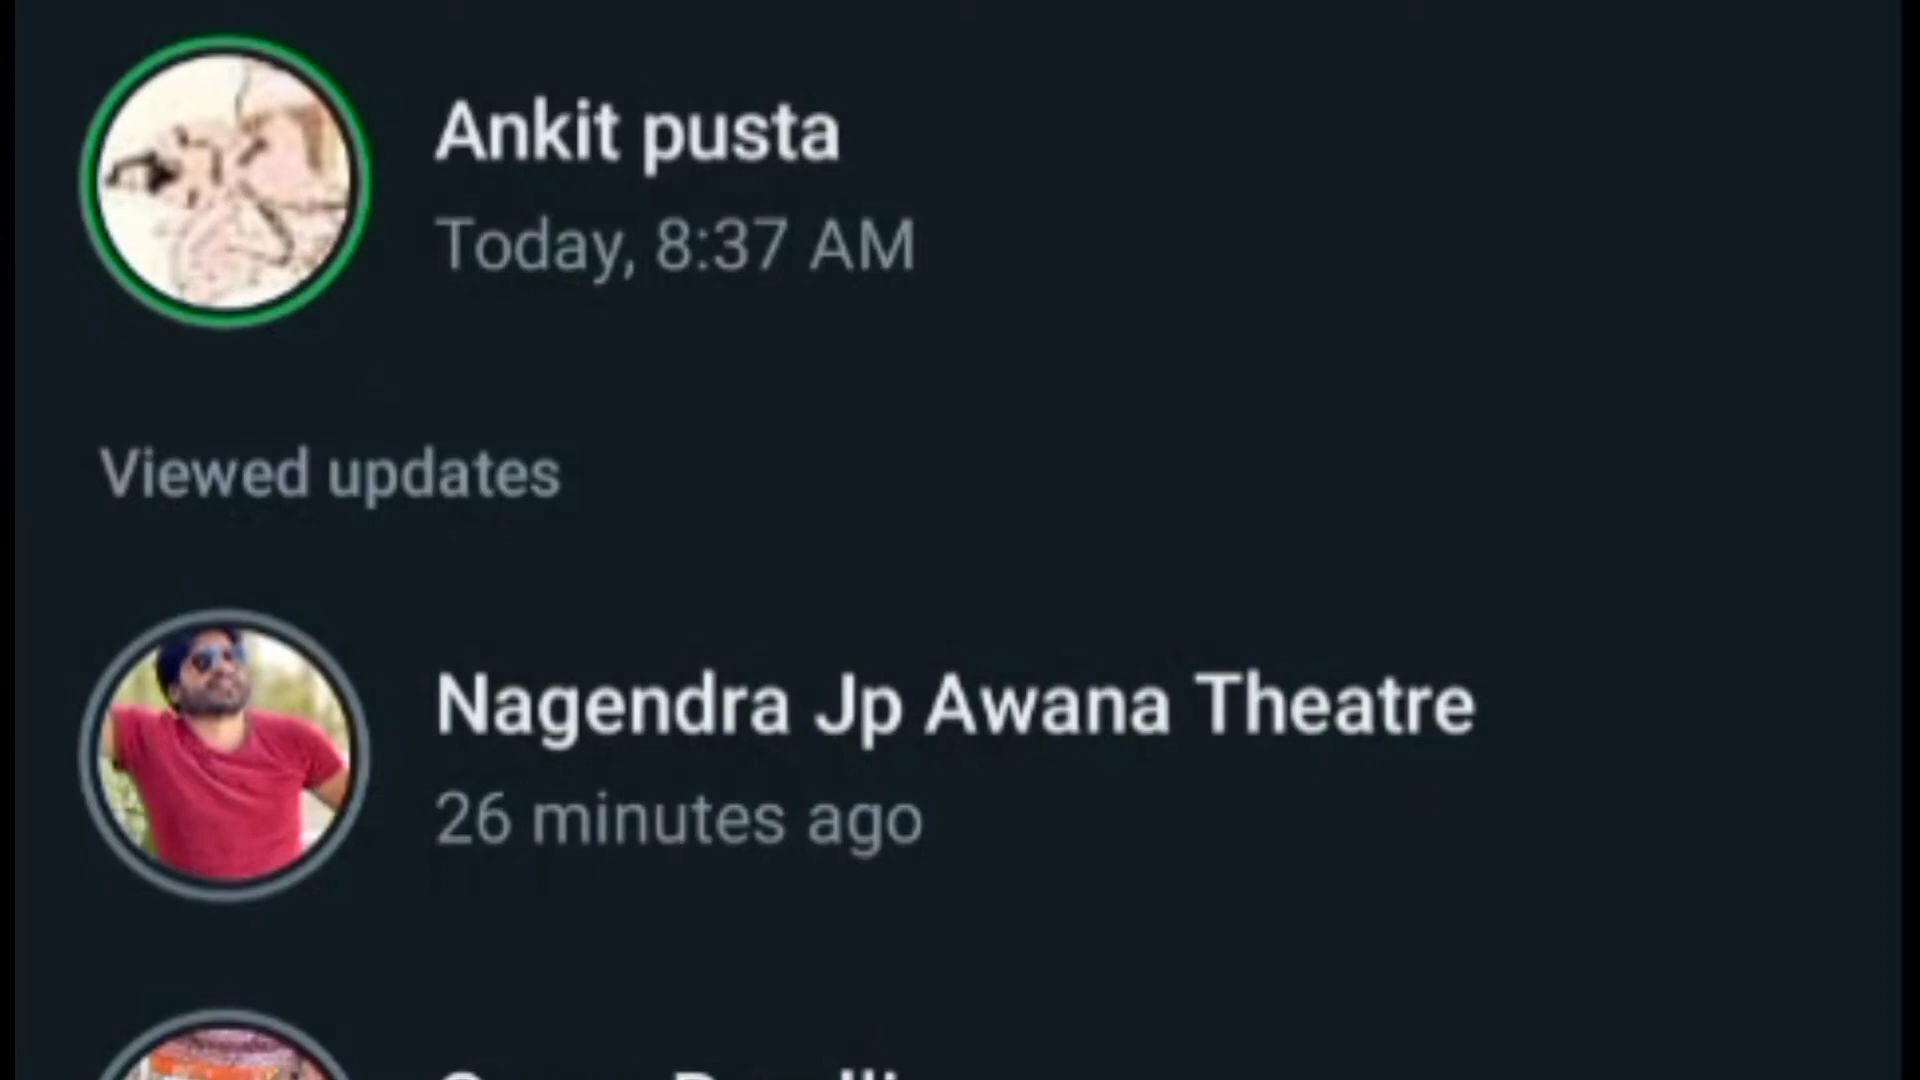 Ankit pusta
Today, 8:37 AM
Viewed updates
Nagendra Jp Awana Theatre
26 minutes ago